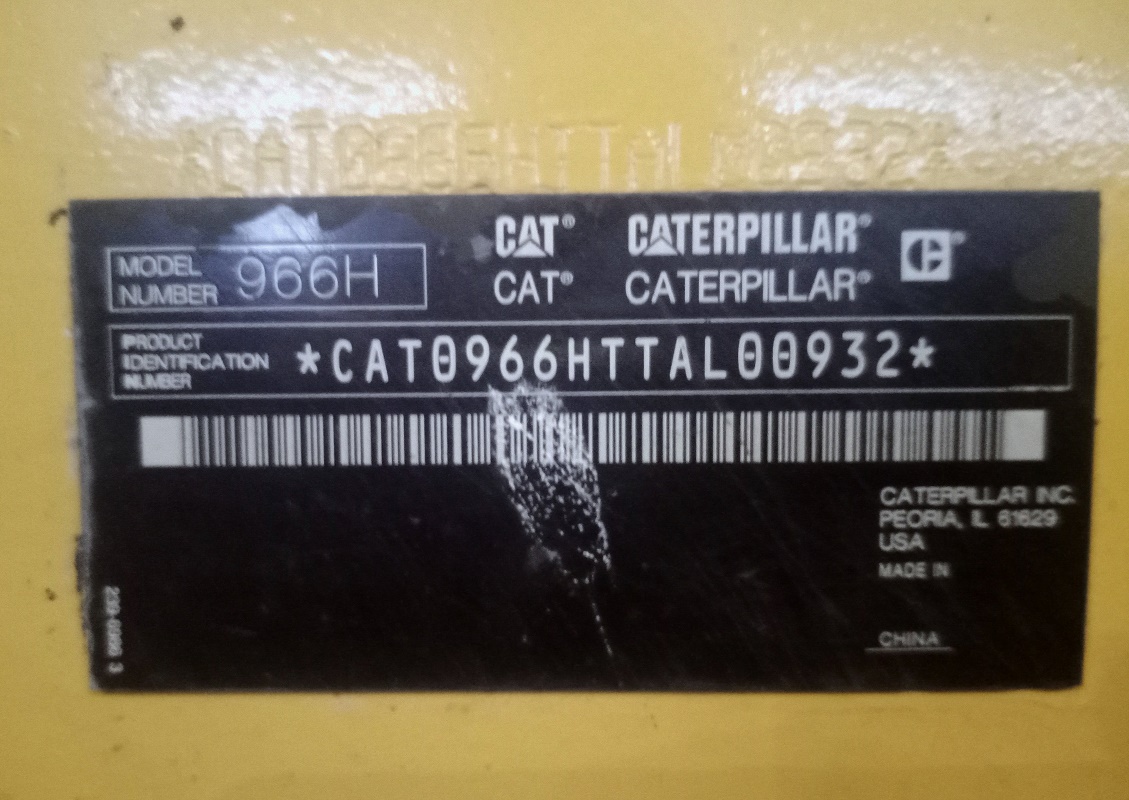 CAT® CATERPILLAR®
CAT® CATERPILLAR®
MODEL
NUMBER 966H
PRODUCT
IDENTIFICATION
NUMBER
*CAT0966HTTAL00932*
CATERPILLAR INC.
PEORIA, IL 61629
USA
MADE IN
CHINA